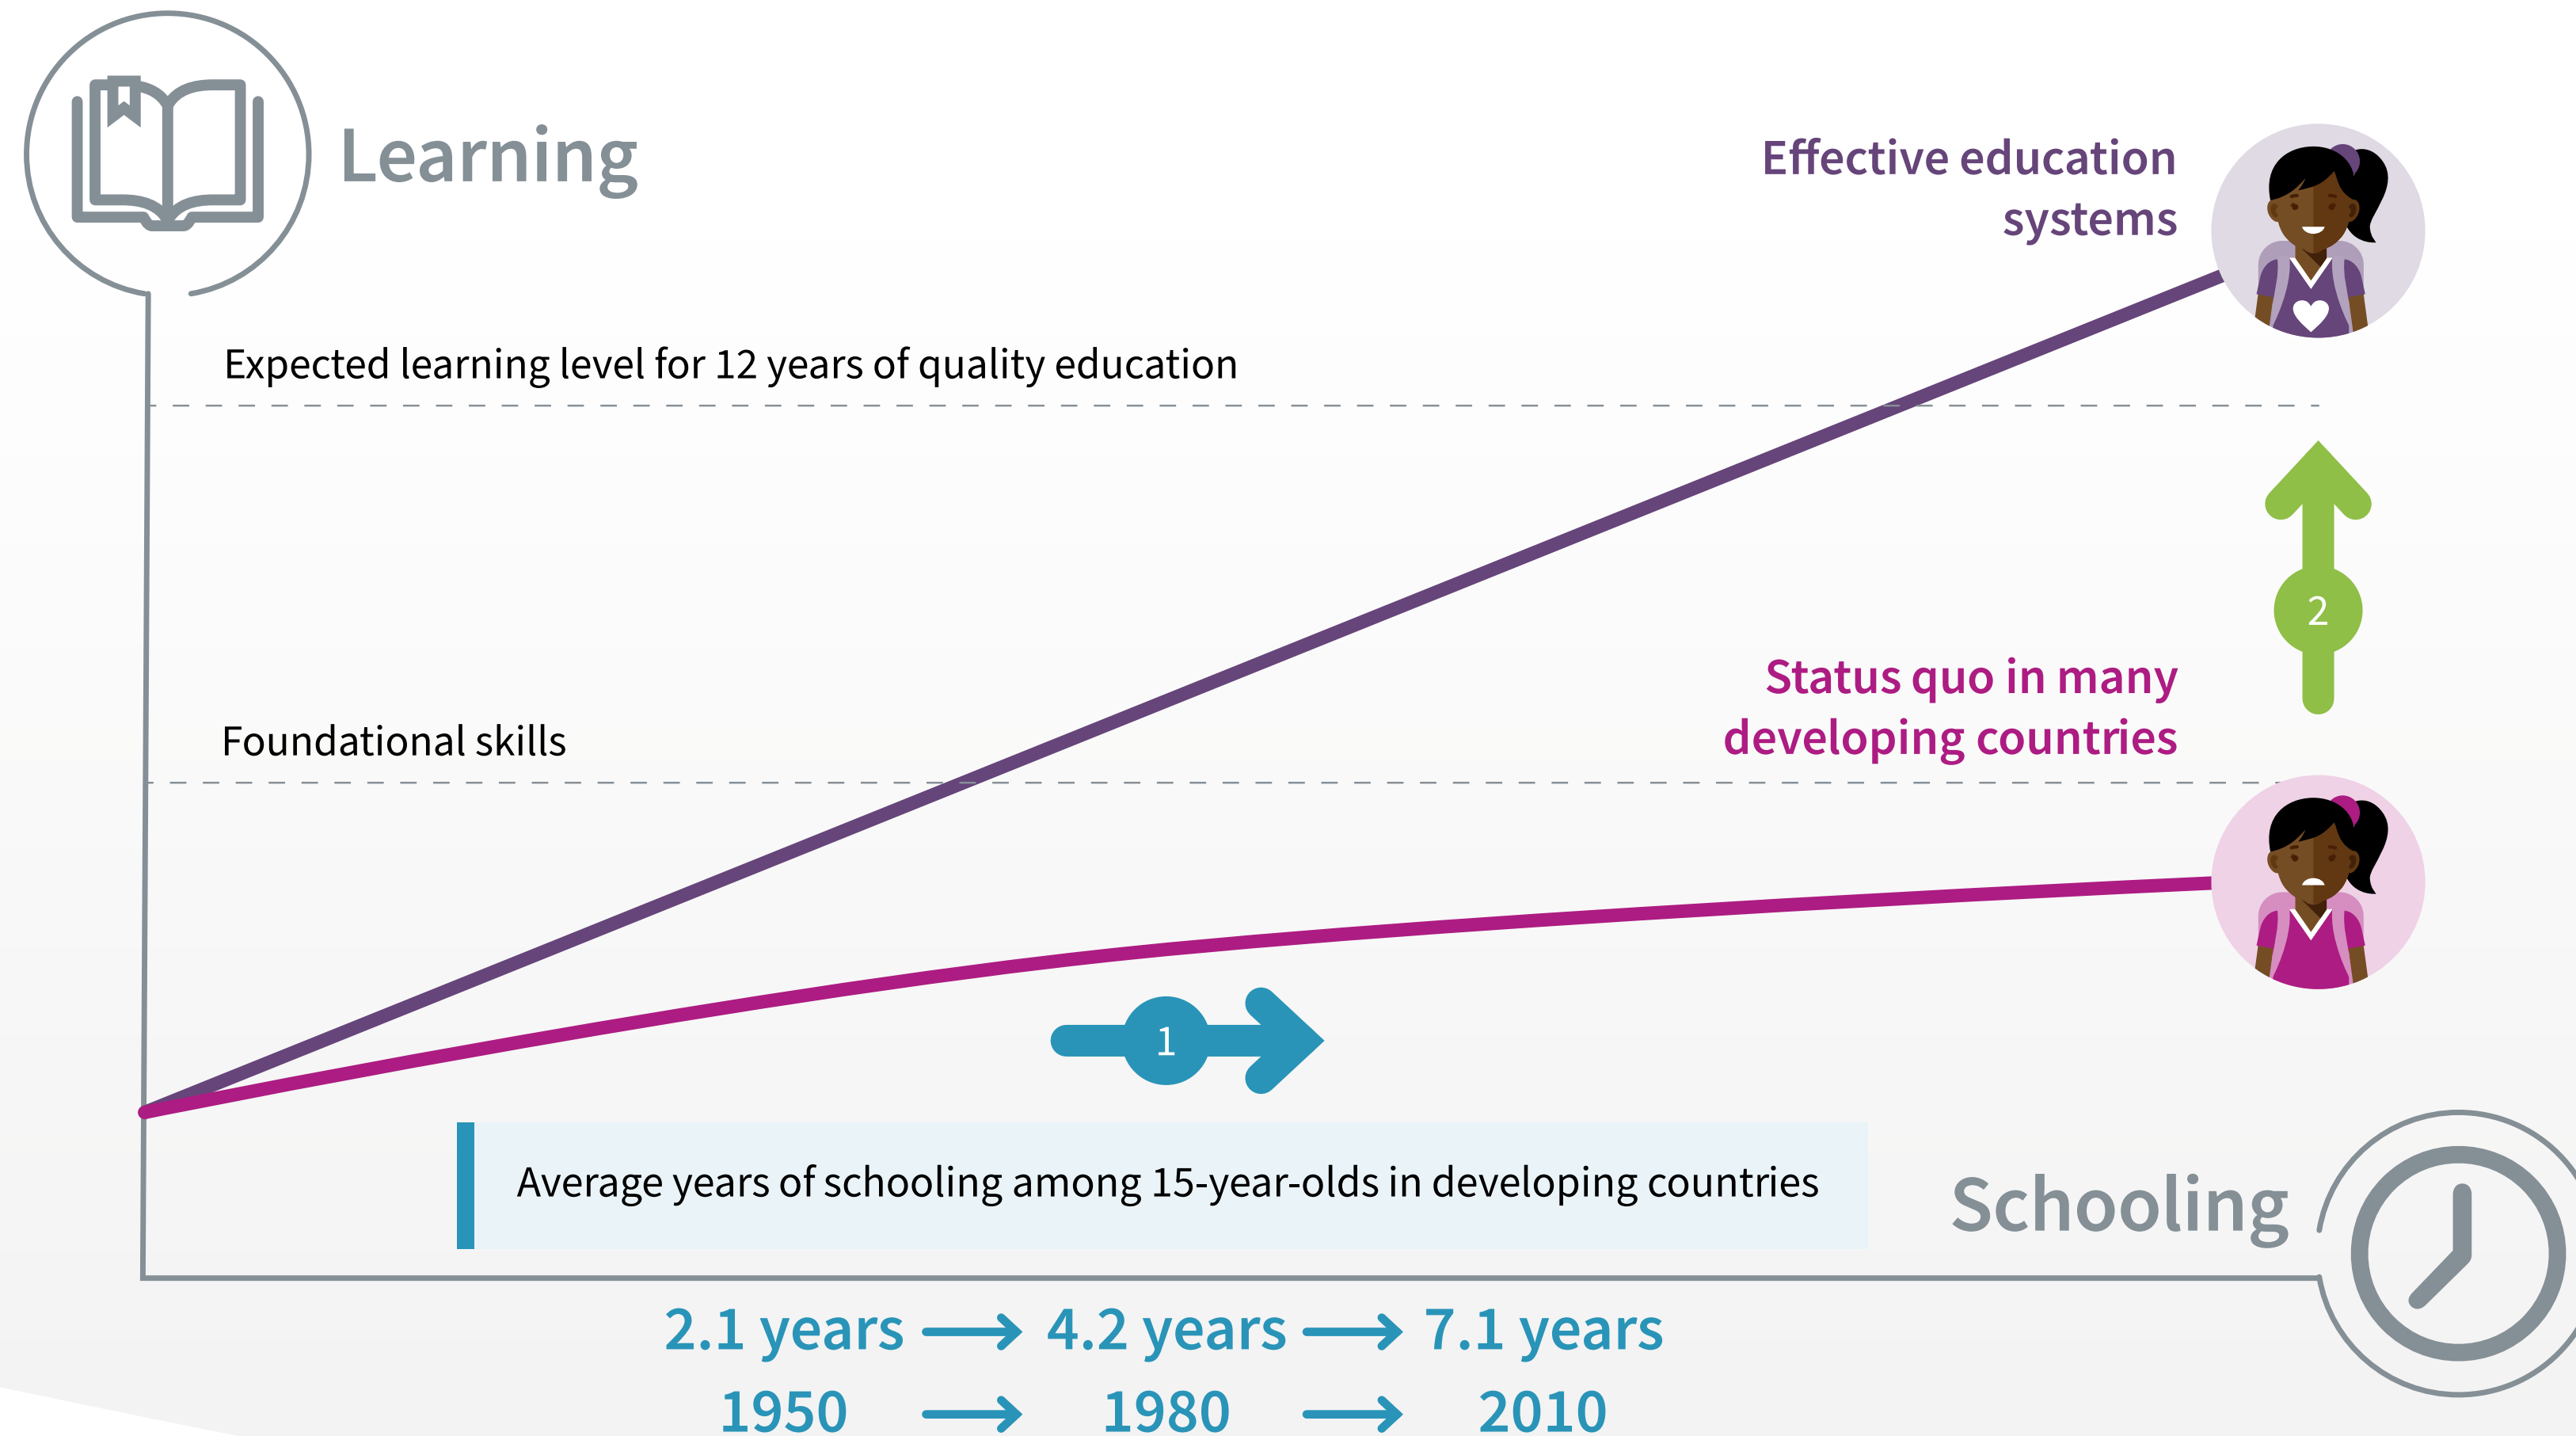 Learning
Effective education
systems
Expected learning level for 12 years of quality education
2
Status quo in many
developing countries
Foundational skills
1
Average years of schooling among 15-year-olds in developing countries
Schooling
2.1 years → 4.2 years → 7.1 years
1950 → 1980 → 2010